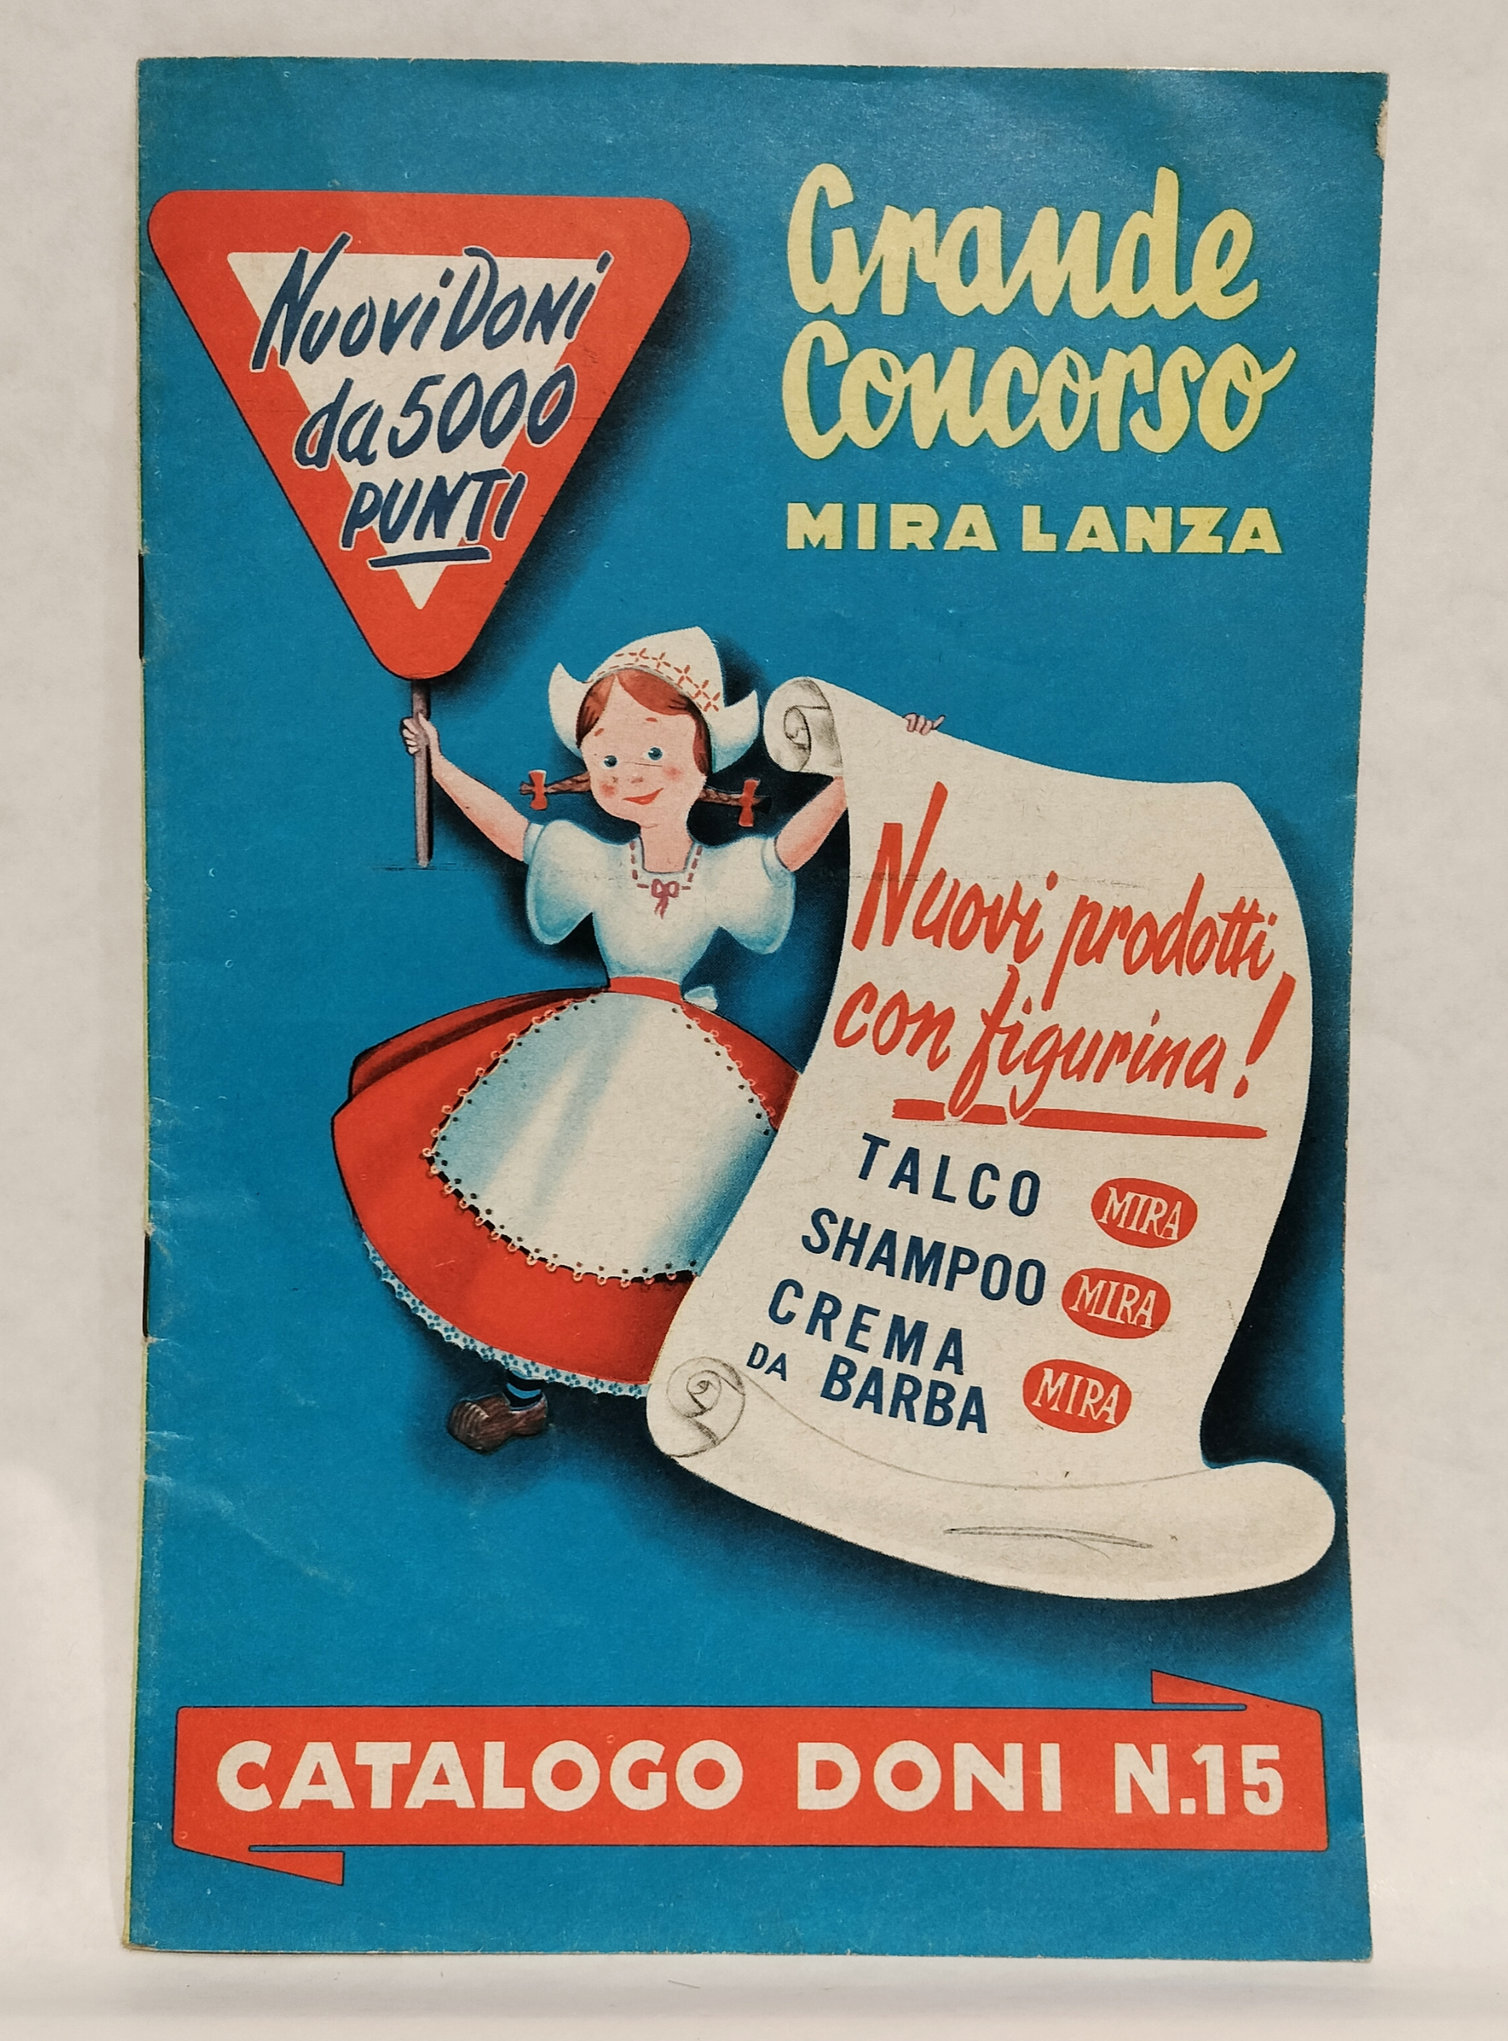 Nuovi Doni
da 5000
PUNTI
Grande
Concorso
MIRA LANZA
Nuovi prodotti
con figurina!
TALCO MIRA
SHAMPOO MIRA
CREMA
DA BARBA MIRA
CATALOGO DONI N.15